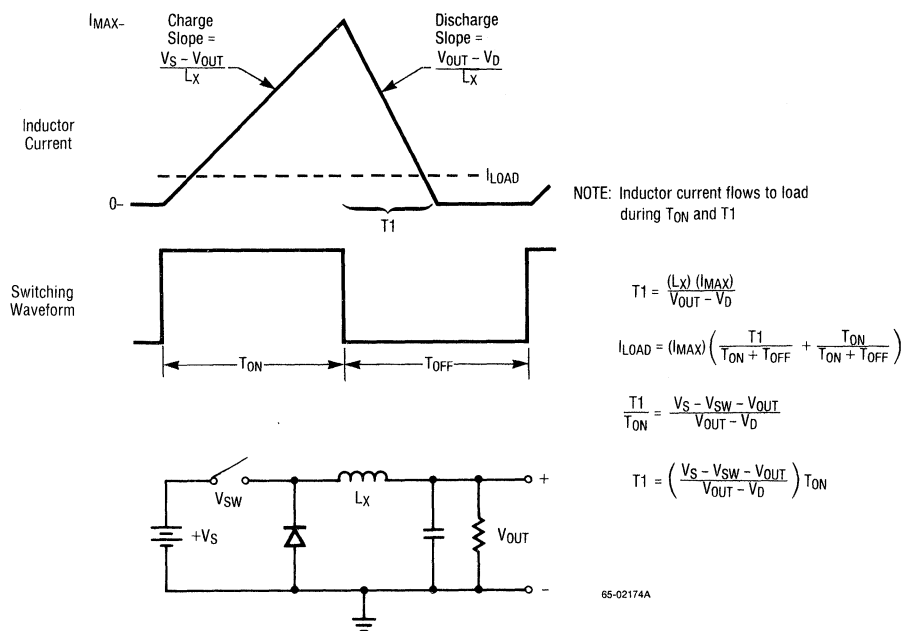 IMAX–
Charge
Slope =
VS – VOUT
LX
Discharge
Slope =
VOUT – VD
LX
Inductor
Current
ILOAD
0–
T1
NOTE: Inductor current flows to load
during TON and T1
Switching
Waveform
TON
TOFF
T1 = (LX) (IMAX)
VOUT – VD
ILOAD = (IMAX) ( T1 + TON )
TON + TOFF TON + TOFF
T1 = VS – VSW – VOUT
TON VOUT – VD
T1 = ( VS – VSW – VOUT ) TON
VOUT – VD
VSW
LX
+
+VS
VOUT
–
65-02174A